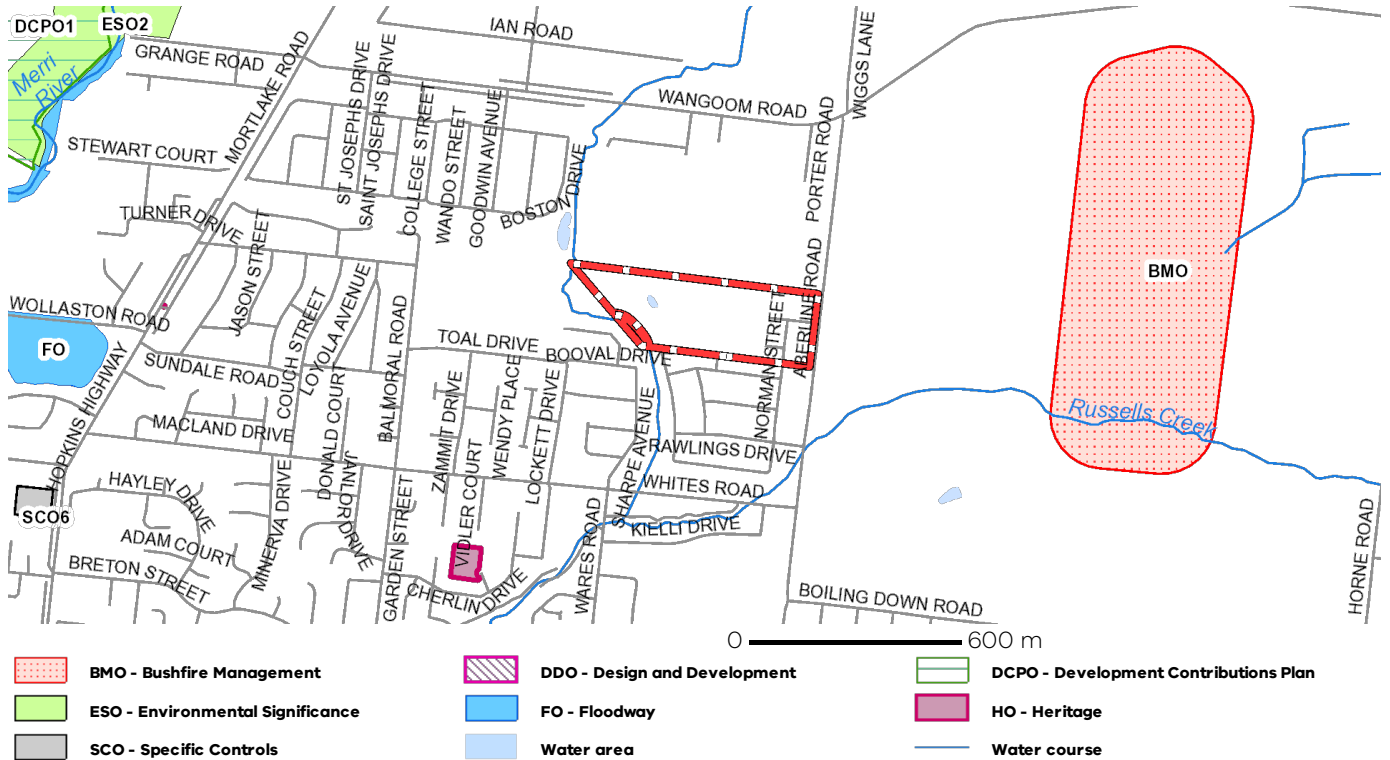 DCPO1
ESO2
IAN ROAD
WIGGS LANE
GRANGE ROAD
Merri
River
MORTLAKE ROAD
ST JOSEPHS DRIVE
SAINT JOSEPHS DRIVE
COLLEGE STREET
WANDO STREET
GOODWIN AVENUE
WANGOOM ROAD
PORTER ROAD
STEWART COURT
BOSTON DRIVE
TURNER DRIVE
JASON STREET
COUCH STREET
LOYOLA AVENUE
BALMORAL ROAD
ABERLINE ROAD
NORMAN STREET
BMO
WOLLASTON ROAD
FO
HOPKINS HIGHWAY
SUNDALE ROAD
TOAL DRIVE
BOOVAL DRIVE
MACLAND DRIVE
DONALD COURT
ZAMMIT DRIVE
WENDY PLACE
LOCKETT DRIVE
SHARPE AVENUE
RAWLINGS DRIVE
Russells Creek
SCO6
HAYLEY DRIVE
MINERVA DRIVE
JANLOR DRIVE
GARDEN STREET
VIDLER COURT
WHITES ROAD
KIELLI DRIVE
ADAM COURT
BRETON STREET
CHERLIN DRIVE
WARES ROAD
BOILING DOWN ROAD
HORNE ROAD
0 600 m
BMO - Bushfire Management
DDO - Design and Development
DCPO - Development Contributions Plan
ESO - Environmental Significance
FO - Floodway
HO - Heritage
SCO - Specific Controls
Water area
Water course